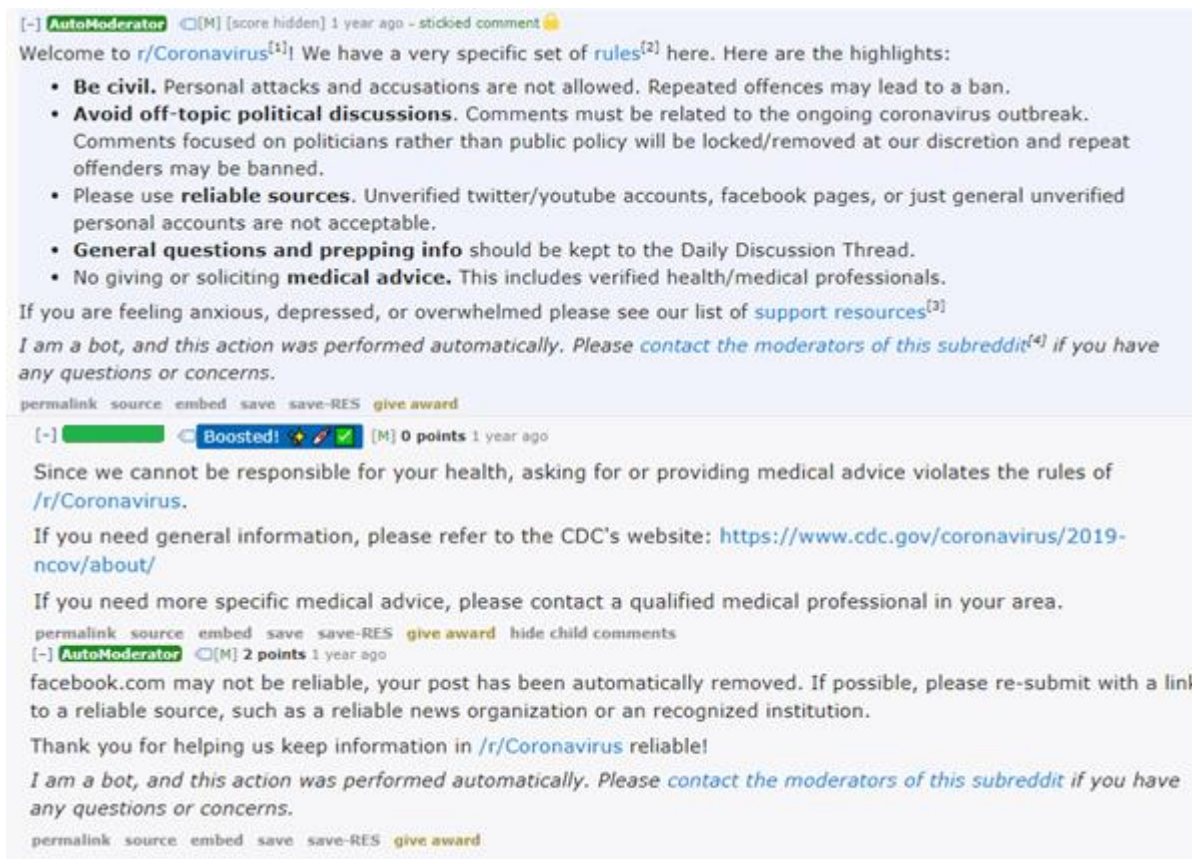 [-] AutoModerator [M] [score hidden] 1 year ago - stickied comment
Welcome to r/Coronavirus[1]! We have a very specific set of rules[2] here. Here are the highlights:
• Be civil. Personal attacks and accusations are not allowed. Repeated offences may lead to a ban.
• Avoid off-topic political discussions. Comments must be related to the ongoing coronavirus outbreak.
Comments focused on politicians rather than public policy will be locked/removed at our discretion and repeat
offenders may be banned.
• Please use reliable sources. Unverified twitter/youtube accounts, facebook pages, or just general unverified
personal accounts are not acceptable.
• General questions and prepping info should be kept to the Daily Discussion Thread.
• No giving or soliciting medical advice. This includes verified health/medical professionals.
If you are feeling anxious, depressed, or overwhelmed please see our list of support resources[3]
I am a bot, and this action was performed automatically. Please contact the moderators of this subreddit[4] if you have
any questions or concerns.
permalink source embed save save-RES give award
[-] Boosted! ✨🚀✅ [M] 0 points 1 year ago
Since we cannot be responsible for your health, asking for or providing medical advice violates the rules of
/r/Coronavirus.
If you need general information, please refer to the CDC's website: https://www.cdc.gov/coronavirus/2019-
ncov/about/
If you need more specific medical advice, please contact a qualified medical professional in your area.
permalink source embed save save-RES give award hide child comments
[-] AutoModerator [M] 2 points 1 year ago
facebook.com may not be reliable, your post has been automatically removed. If possible, please re-submit with a link
to a reliable source, such as a reliable news organization or an recognized institution.
Thank you for helping us keep information in /r/Coronavirus reliable!
I am a bot, and this action was performed automatically. Please contact the moderators of this subreddit if you have
any questions or concerns.
permalink source embed save save-RES give award